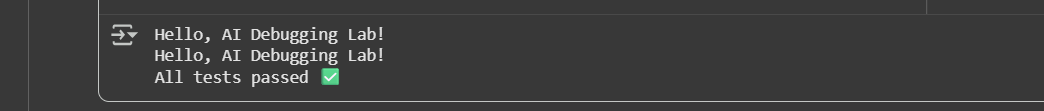 Hello, AI Debugging Lab!
Hello, AI Debugging Lab!
All tests passed ✅